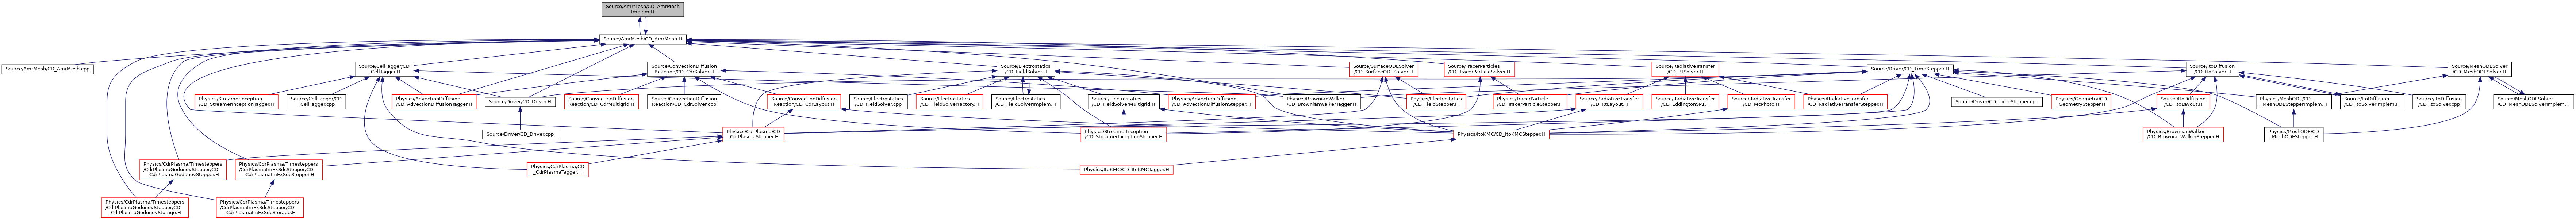 Source/AmrMesh/CD_AmrMesh
Implem.H
Source/AmrMesh/CD_AmrMesh.H
Source/AmrMesh/CD_AmrMesh.cpp
Source/CellTagger/CD
_CellTagger.H
Source/ConvectionDiffusion
Reaction/CD_CdrSolver.H
Source/Electrostatics
/CD_FieldSolver.H
Source/SurfaceODESolver
/CD_SurfaceODESolver.H
Source/TracerParticles
/CD_TracerParticleSolver.H
Source/RadiativeTransfer
/CD_RtSolver.H
Source/Driver/CD_TimeStepper.H
Source/ItoDiffusion
/CD_ItoSolver.H
Source/MeshODESolver
/CD_MeshODESolver.H
Physics/StreamerInception
/CD_StreamerInceptionTagger.H
Source/CellTagger/CD
_CellTagger.cpp
Physics/AdvectionDiffusion
/CD_AdvectionDiffusionTagger.H
Source/Driver/CD_Driver.H
Source/ConvectionDiffusion
Reaction/CD_CdrMultigrid.H
Source/ConvectionDiffusion
Reaction/CD_CdrSolver.cpp
Source/ConvectionDiffusion
Reaction/CD_CdrLayout.H
Source/Electrostatics
/CD_FieldSolver.cpp
Source/Electrostatics
/CD_FieldSolverFactory.H
Source/Electrostatics
/CD_FieldSolverImplem.H
Source/Electrostatics
/CD_FieldSolverMultigrid.H
Physics/AdvectionDiffusion
/CD_AdvectionDiffusionStepper.H
Physics/BrownianWalker
/CD_BrownianWalkerTagger.H
Physics/Electrostatics
/CD_FieldStepper.H
Physics/TracerParticle
/CD_TracerParticleStepper.H
Source/RadiativeTransfer
/CD_RtLayout.H
Source/RadiativeTransfer
/CD_EddingtonSP1.H
Source/RadiativeTransfer
/CD_McPhoto.H
Physics/RadiativeTransfer
/CD_RadiativeTransferStepper.H
Source/Driver/CD_TimeStepper.cpp
Physics/Geometry/CD
_GeometryStepper.H
Source/ItoDiffusion
/CD_ItoLayout.H
Physics/MeshODE/CD
_MeshODEStepperImplem.H
Source/ItoDiffusion
/CD_ItoSolverImplem.H
Source/ItoDiffusion
/CD_ItoSolver.cpp
Source/MeshODESolver
/CD_MeshODESolverImplem.H
Source/Driver/CD_Driver.cpp
Physics/CdrPlasma/CD
_CdrPlasmaStepper.H
Physics/StreamerInception
/CD_StreamerInceptionStepper.H
Physics/ItoKMC/CD_ItoKMCStepper.H
Physics/BrownianWalker
/CD_BrownianWalkerStepper.H
Physics/MeshODE/CD
_MeshODEStepper.H
Physics/CdrPlasma/Timesteppers
/CdrPlasmaGodunovStepper/CD
_CdrPlasmaGodunovStepper.H
Physics/CdrPlasma/Timesteppers
/CdrPlasmaImExSdcStepper/CD
_CdrPlasmaImExSdcStepper.H
Physics/CdrPlasma/CD
_CdrPlasmaTagger.H
Physics/ItoKMC/CD_ItoKMCTagger.H
Physics/CdrPlasma/Timesteppers
/CdrPlasmaGodunovStepper/CD
_CdrPlasmaGodunovStorage.H
Physics/CdrPlasma/Timesteppers
/CdrPlasmaImExSdcStepper/CD
_CdrPlasmaImExSdcStorage.H